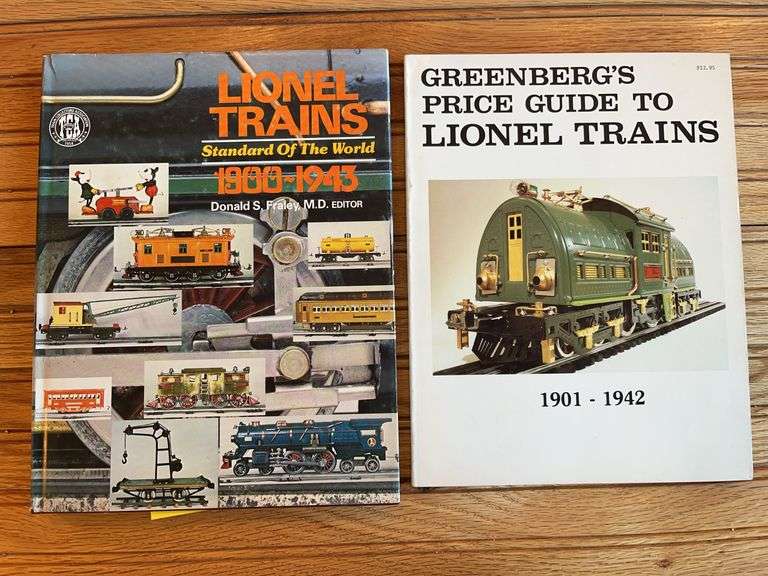 LIONEL
TRAINS
Standard Of The World
1900-1943
Donald S. Fraley, M.D. EDITOR
TCA
GREENBERG'S
PRICE GUIDE TO
LIONEL TRAINS
$12.95
1901 - 1942